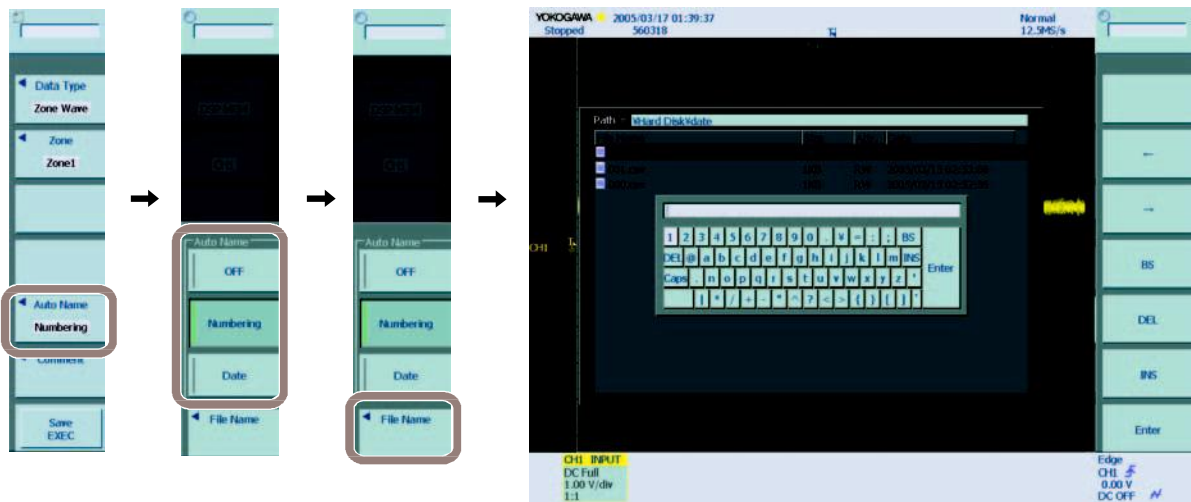 Data Type
Zone Wave
Zone
Zone1
Auto Name
Numbering
Comment
Save
EXEC
Auto Name
OFF
Numbering
Date
File Name
Auto Name
OFF
Numbering
Date
File Name
YOKOGAWA 2005/03/17 01:39:37
Stopped 560318
Normal
12.5MS/s
Path = ¥Hard Disk¥date
CH1
1 2 3 4 5 6 7 8 9 0 . ¥ = : ; BS
DEL @ a b c d e f g h i j k l m INS
Caps n o p q r s t u v w x y z '
Enter
←
→
BS
DEL
INS
Enter
CH1 INPUT
DC Full
1.00 V/div
1:1
Edge
CH1
0.00 V
DC OFF